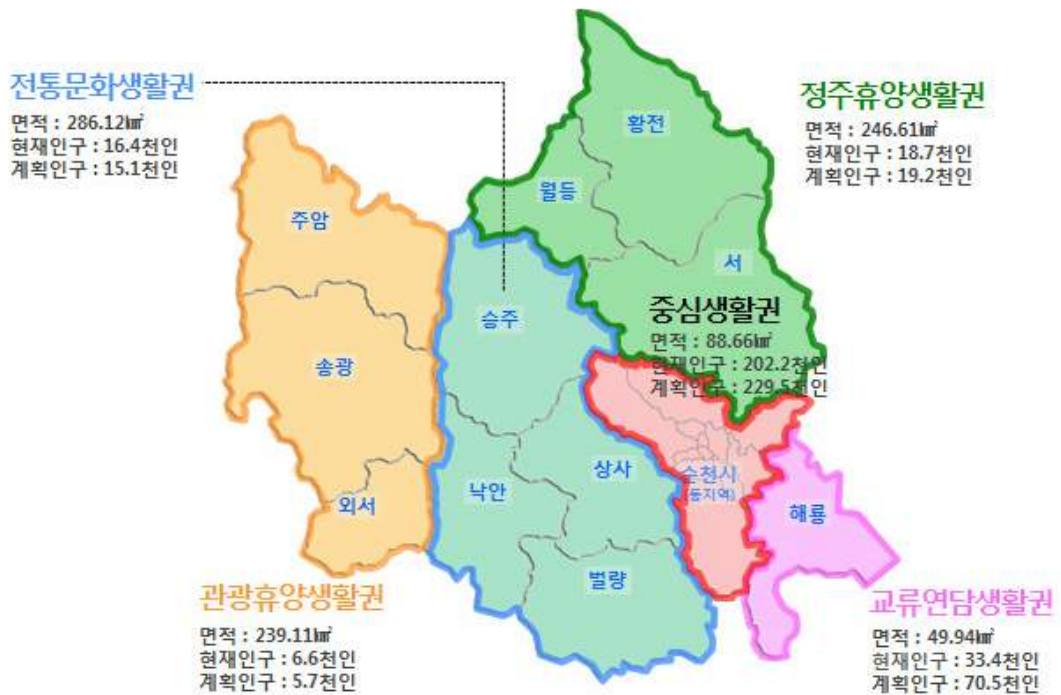 전통문화생활권
면적 : 286.12㎢
현재인구 : 16.4천인
계획인구 : 15.1천인
정주휴양생활권
면적 : 246.61㎢
현재인구 : 18.7천인
계획인구 : 19.2천인
황전
월등
주암
서
승주
중심생활권
면적 : 88.66㎢
현재인구 : 202.2천인
계획인구 : 229.5천인
송광
상사
순천시
(동지역)
낙안
외서
해룡
벌량
관광휴양생활권
면적 : 239.11㎢
현재인구 : 6.6천인
계획인구 : 5.7천인
교류연담생활권
면적 : 49.94㎢
현재인구 : 33.4천인
계획인구 : 70.5천인